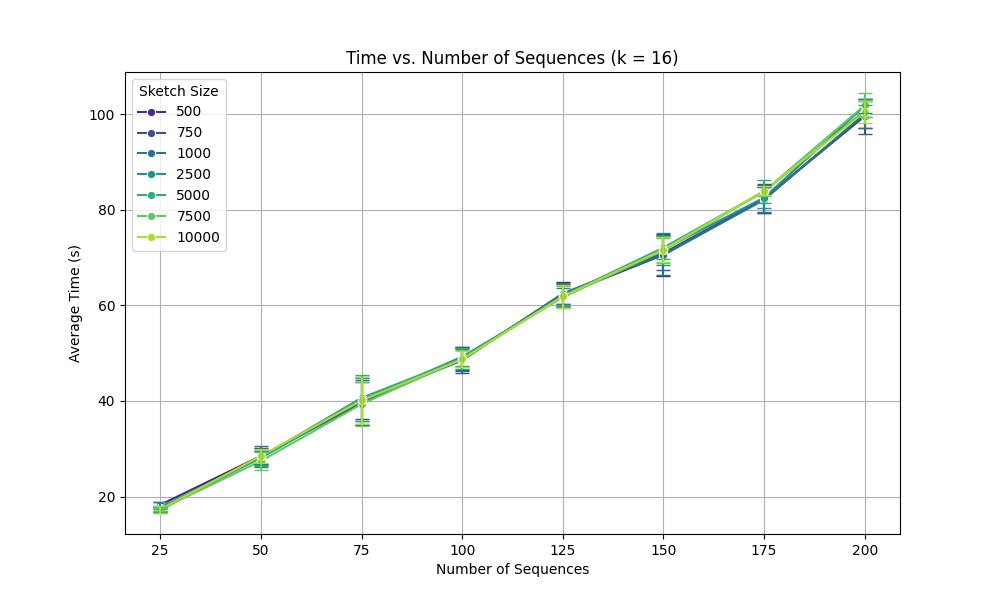 Time vs. Number of Sequences (k = 16)
Sketch Size
500
750
1000
2500
5000
7500
10000
Average Time (s)
100
80
60
40
20
25 50 75 100 125 150 175 200
Number of Sequences